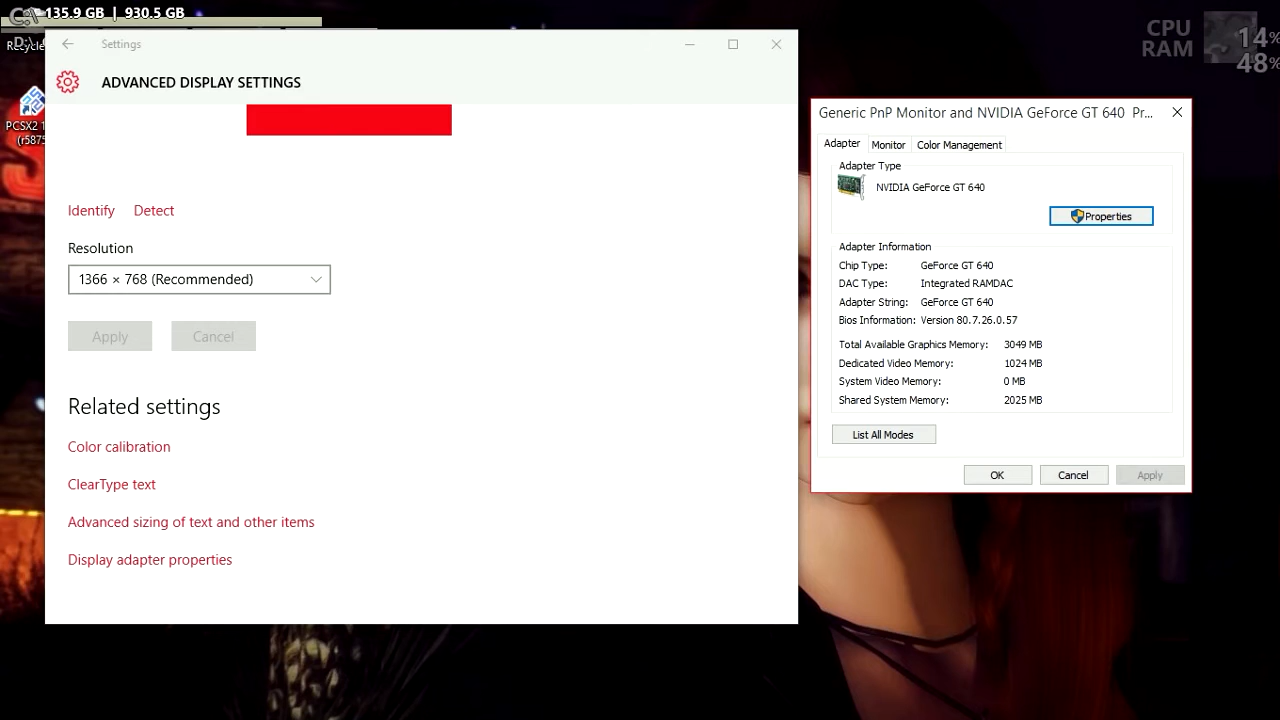 C:\ 135.9 GB | 930.5 GB
D:\
Recycle
PCSX2 1
(r5875
CPU 14%
RAM 48%
Settings
ADVANCED DISPLAY SETTINGS
Identify Detect
Resolution
1366 × 768 (Recommended)
Apply Cancel
Related settings
Color calibration
ClearType text
Advanced sizing of text and other items
Display adapter properties
Generic PnP Monitor and NVIDIA GeForce GT 640 Pr...
Adapter Monitor Color Management
Adapter Type
NVIDIA GeForce GT 640
Properties
Adapter Information
Chip Type: GeForce GT 640
DAC Type: Integrated RAMDAC
Adapter String: GeForce GT 640
Bios Information: Version 80.7.26.0.57
Total Available Graphics Memory: 3049 MB
Dedicated Video Memory: 1024 MB
System Video Memory: 0 MB
Shared System Memory: 2025 MB
List All Modes
OK Cancel Apply